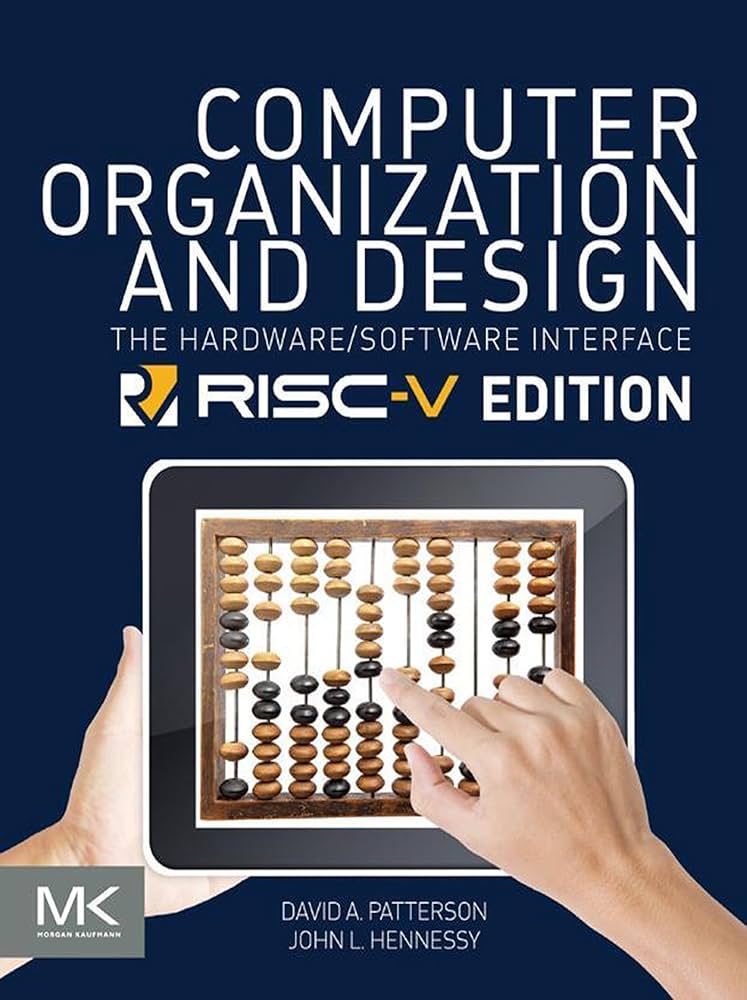 COMPUTER
ORGANIZATION
AND DESIGN
THE HARDWARE/SOFTWARE INTERFACE
RISC-V EDITION
DAVID A. PATTERSON
JOHN L. HENNESSY
MK
MORGAN KAUFMANN